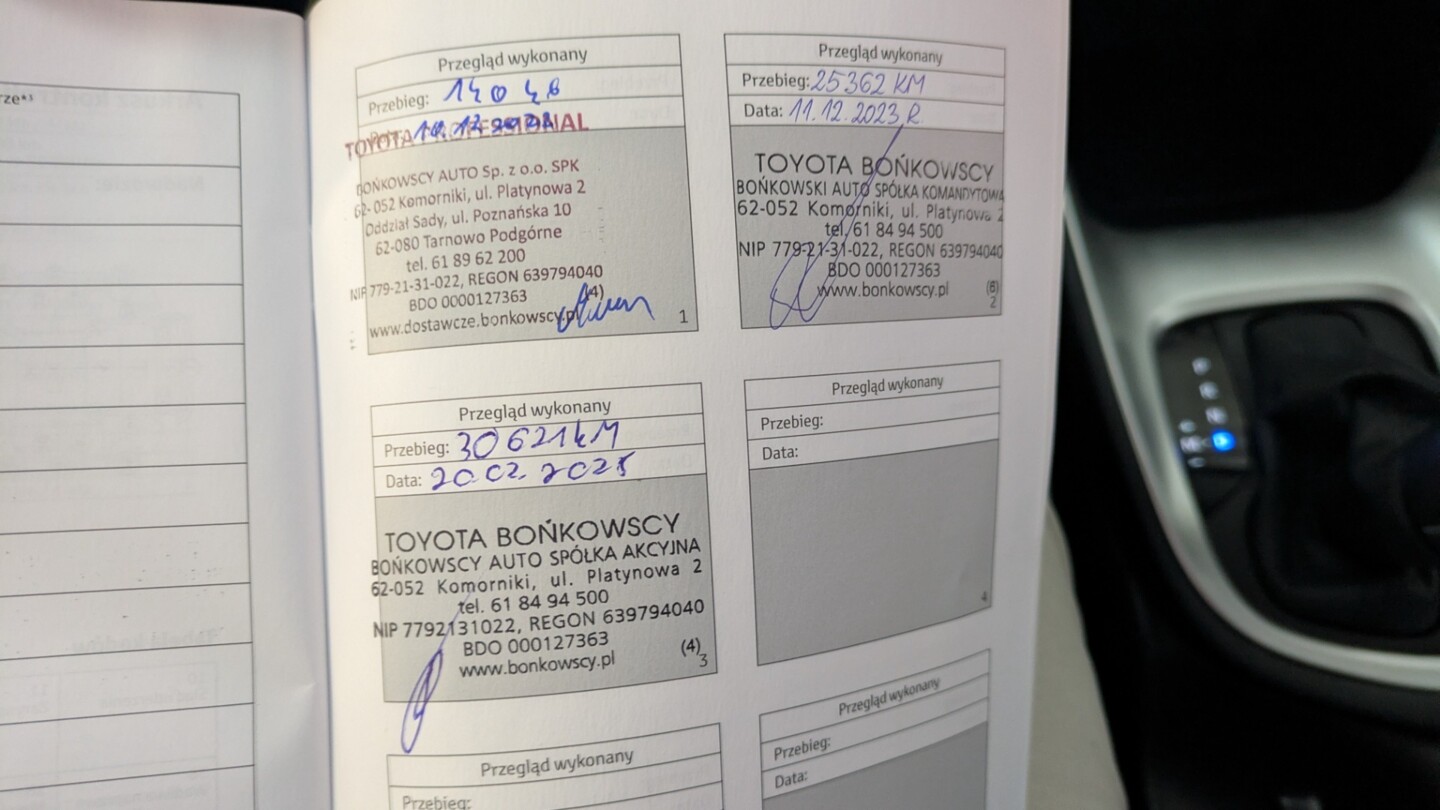 rze*³
Przegląd wykonany
Przebieg: 140
TOYOTA PROFESSIONAL
BOŃKOWSCY AUTO Sp. z o.o. SPK
62-052 Komorniki, ul. Platynowa 2
Oddział Sady, ul. Poznańska 10
62-080 Tarnowo Podgórne
tel. 61 89 62 200
NIP 779-21-31-022, REGON 639794040
BDO 0000127363
(4)
www.dostawcze.bonkowscy.pl
1
Przegląd wykonany
Przebieg: 25362 KM
Data: 11.12.2023 R.
TOYOTA BOŃKOWSCY
BOŃKOWSKI AUTO SPÓŁKA KOMANDYTOWA
62-052 Komorniki, ul. Platynowa 2
tel. 61 84 94 500
NIP 779-21-31-022, REGON 639794040
BDO 000127363
www.bonkowscy.pl (6)
2
Przegląd wykonany
Przebieg: 30621 kM
Data: 20.02.2025
TOYOTA BOŃKOWSCY
BOŃKOWSCY AUTO SPÓŁKA AKCYJNA
62-052 Komorniki, ul. Platynowa 2
tel. 61 84 94 500
NIP 7792131022, REGON 639794040
BDO 000127363
www.bonkowscy.pl (4)
3
Przegląd wykonany
Przebieg:
Data:
4
Przegląd wykonany
Przebieg:
Przegląd wykonany
Przebieg:
Data: